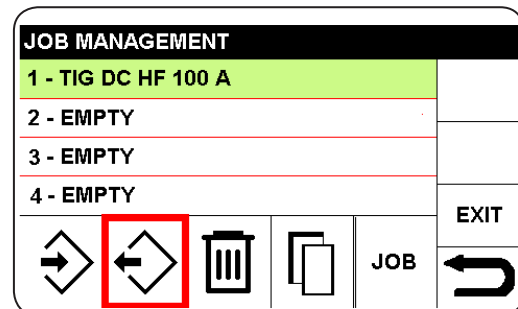 JOB MANAGEMENT
1 - TIG DC HF 100 A
2 - EMPTY
3 - EMPTY
4 - EMPTY
EXIT
JOB